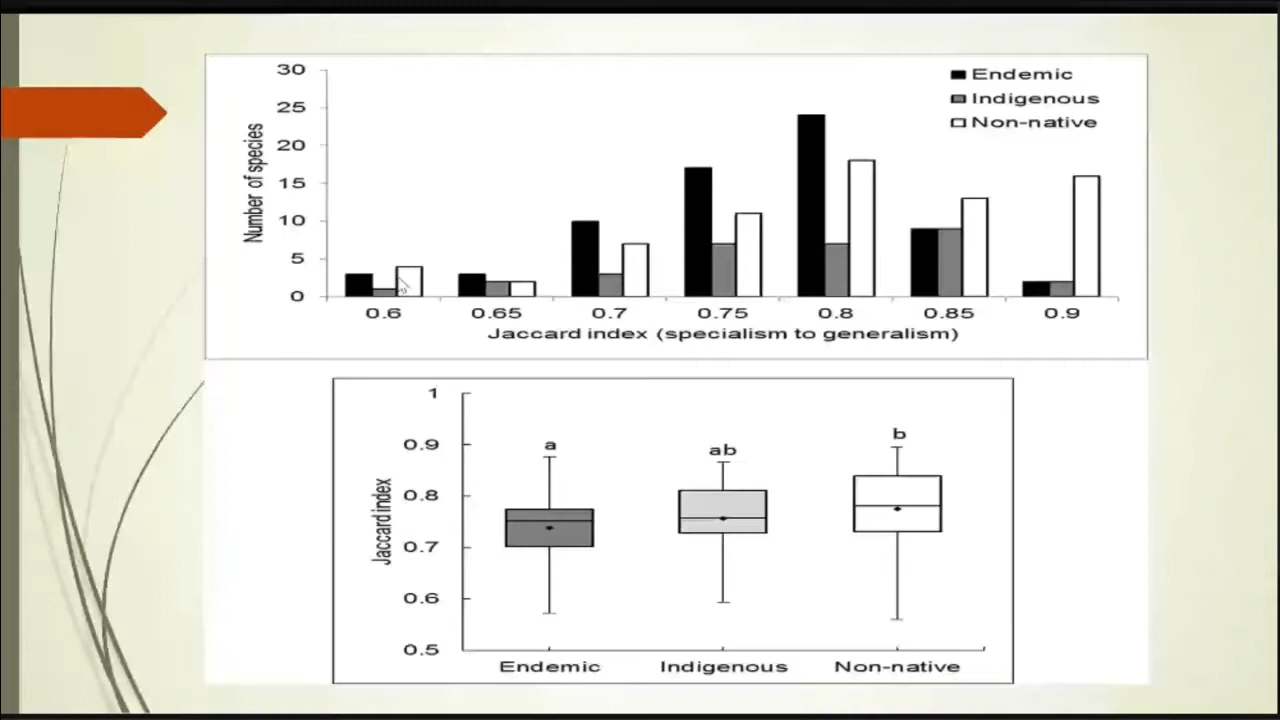 30
Endemic
Indigenous
Non-native
25
20
15
10
5
0
Number of species
0.6 0.65 0.7 0.75 0.8 0.85 0.9
Jaccard index (specialism to generalism)
1
0.9
0.8
0.7
0.6
0.5
Jaccard index
a ab b
Endemic Indigenous Non-native